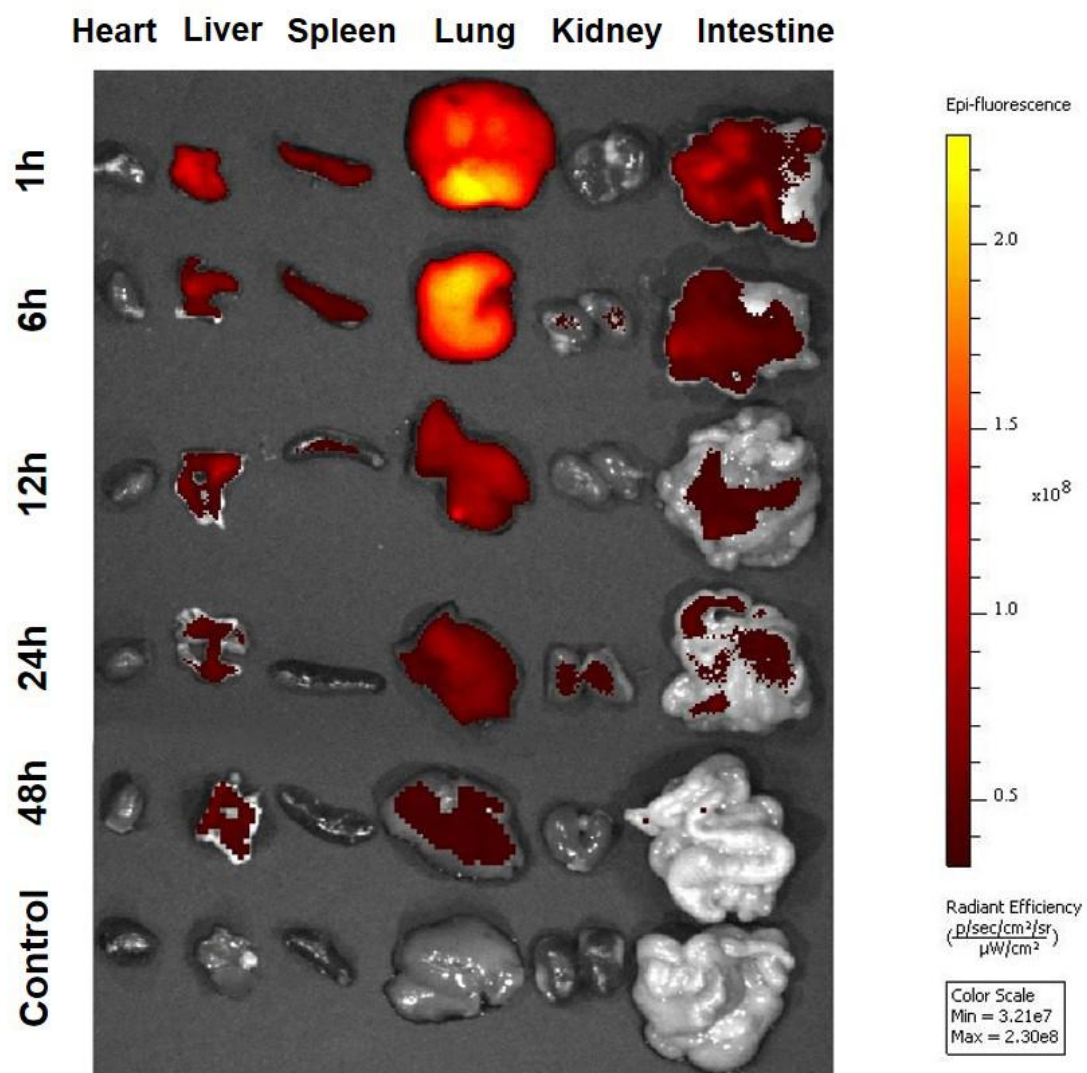 Heart Liver Spleen Lung Kidney Intestine
1h
6h
12h
24h
48h
Control
Epi-fluorescence
2.0
1.5
x10⁸
1.0
0.5
Radiant Efficiency
(p/sec/cm²/sr
µW/cm²)
Color Scale
Min = 3.21e7
Max = 2.30e8